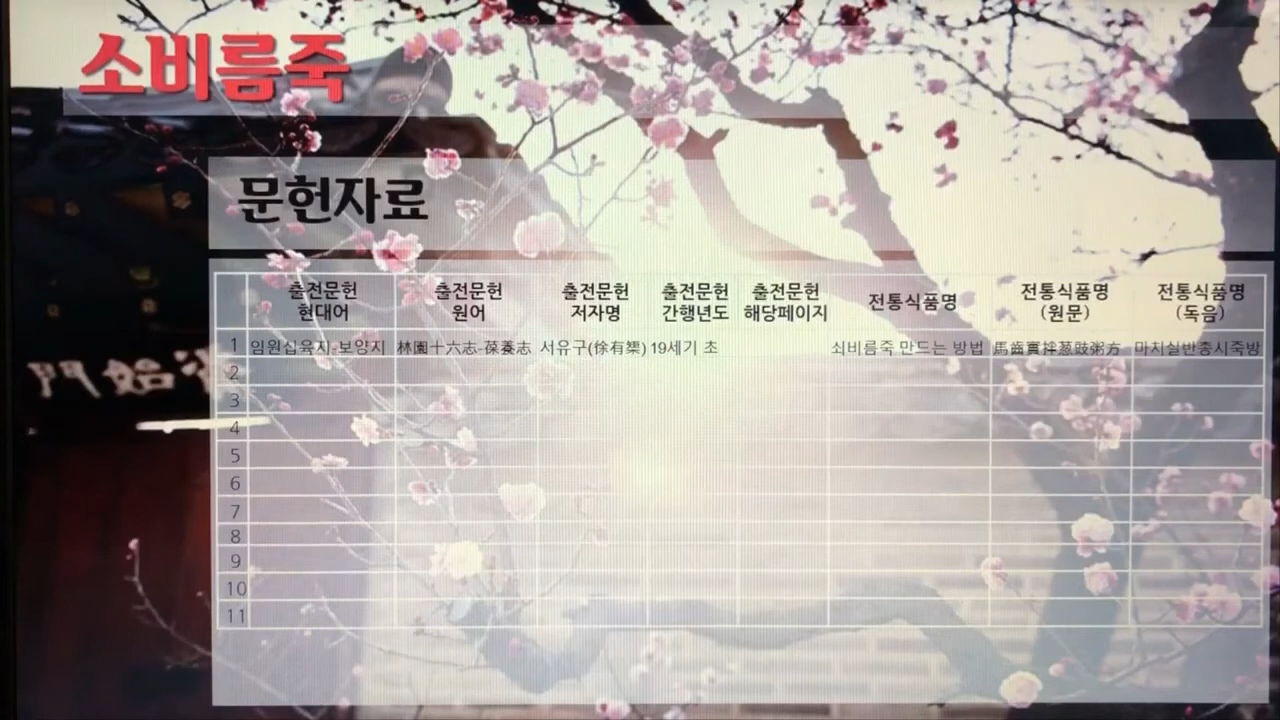 소비름죽
문헌자료
출전문헌 현대어 출전문헌 원어 출전문헌 저자명 출전문헌 간행년도 출전문헌 해당페이지 전통식품명 전통식품명 (원문) 전통식품명 (독음)
1 임원십육지-보양지 林園十六志-葆養志 서유구(徐有榘) 19세기 초 쇠비름죽 만드는 방법 馬齒實拌葱豉粥方 마치실반총시죽방
2
3
4
5
6
7
8
9
10
11
門始